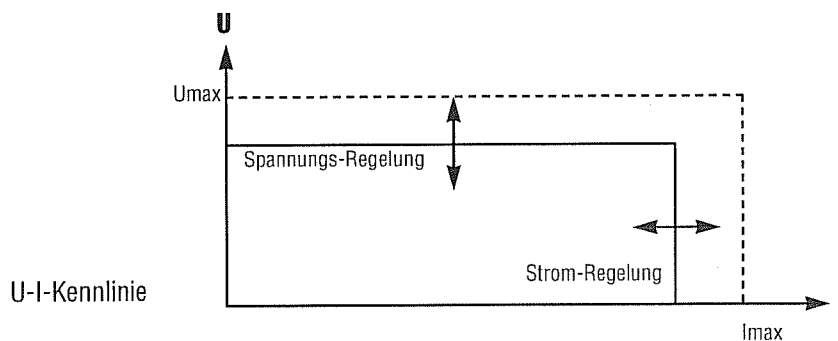 U
Umax
Spannungs-Regelung
Strom-Regelung
U-I-Kennlinie
Imax